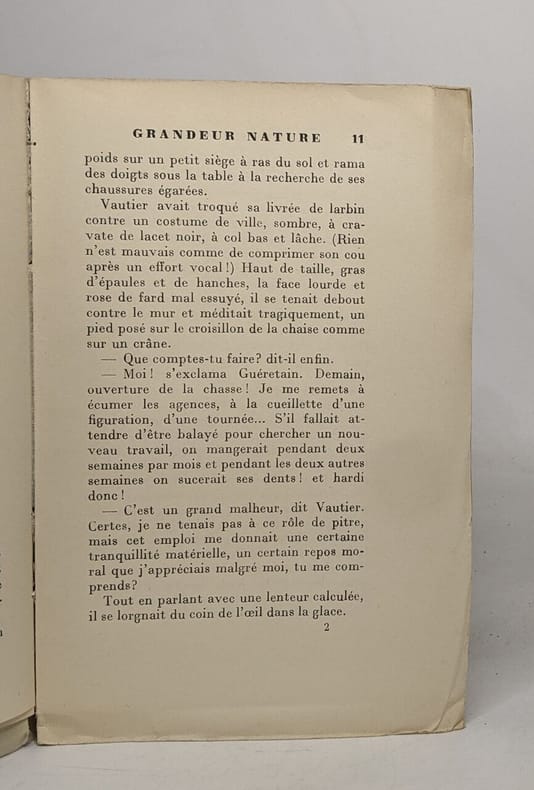 GRANDEUR NATURE 11
poids sur un petit siège à ras du sol et rama
des doigts sous la table à la recherche de ses
chaussures égarées.
Vautier avait troqué sa livrée de larbin
contre un costume de ville, sombre, à cra-
vate de lacet noir, à col bas et lâche. (Rien
n'est mauvais comme de comprimer son cou
après un effort vocal!) Haut de taille, gras
d'épaules et de hanches, la face lourde et
rose de fard mal essuyé, il se tenait debout
contre le mur et méditait tragiquement, un
pied posé sur le croisillon de la chaise comme
sur un crâne.
— Que comptes-tu faire? dit-il enfin.
— Moi! s'exclama Guéretain. Demain,
ouverture de la chasse! Je me remets à
écumer les agences, à la cueillette d'une
figuration, d'une tournée... S'il fallait at-
tendre d'être balayé pour chercher un nou-
veau travail, on mangerait pendant deux
semaines par mois et pendant les deux autres
semaines on sucerait ses dents! et hardi
donc!
— C'est un grand malheur, dit Vautier.
Certes, je ne tenais pas à ce rôle de pitre,
mais cet emploi me donnait une certaine
tranquillité matérielle, un certain repos mo-
ral que j'appréciais malgré moi, tu me com-
prends?
Tout en parlant avec une lenteur calculée,
il se lorgnait du coin de l'œil dans la glace.
2